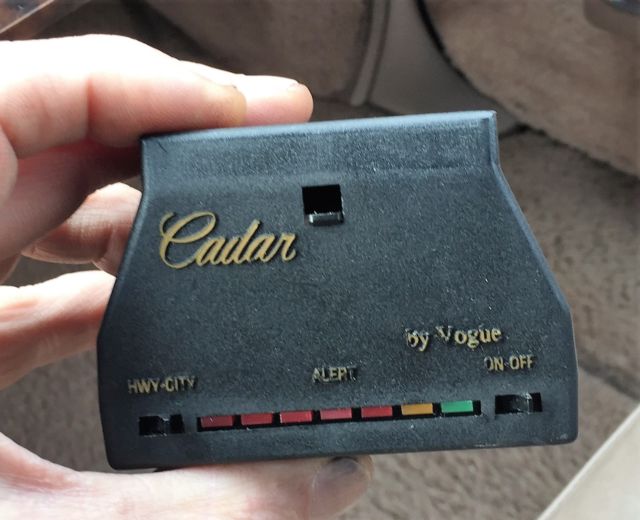 Cadar
By Vogue
ON-OFF
HWY-CITY
ALERT